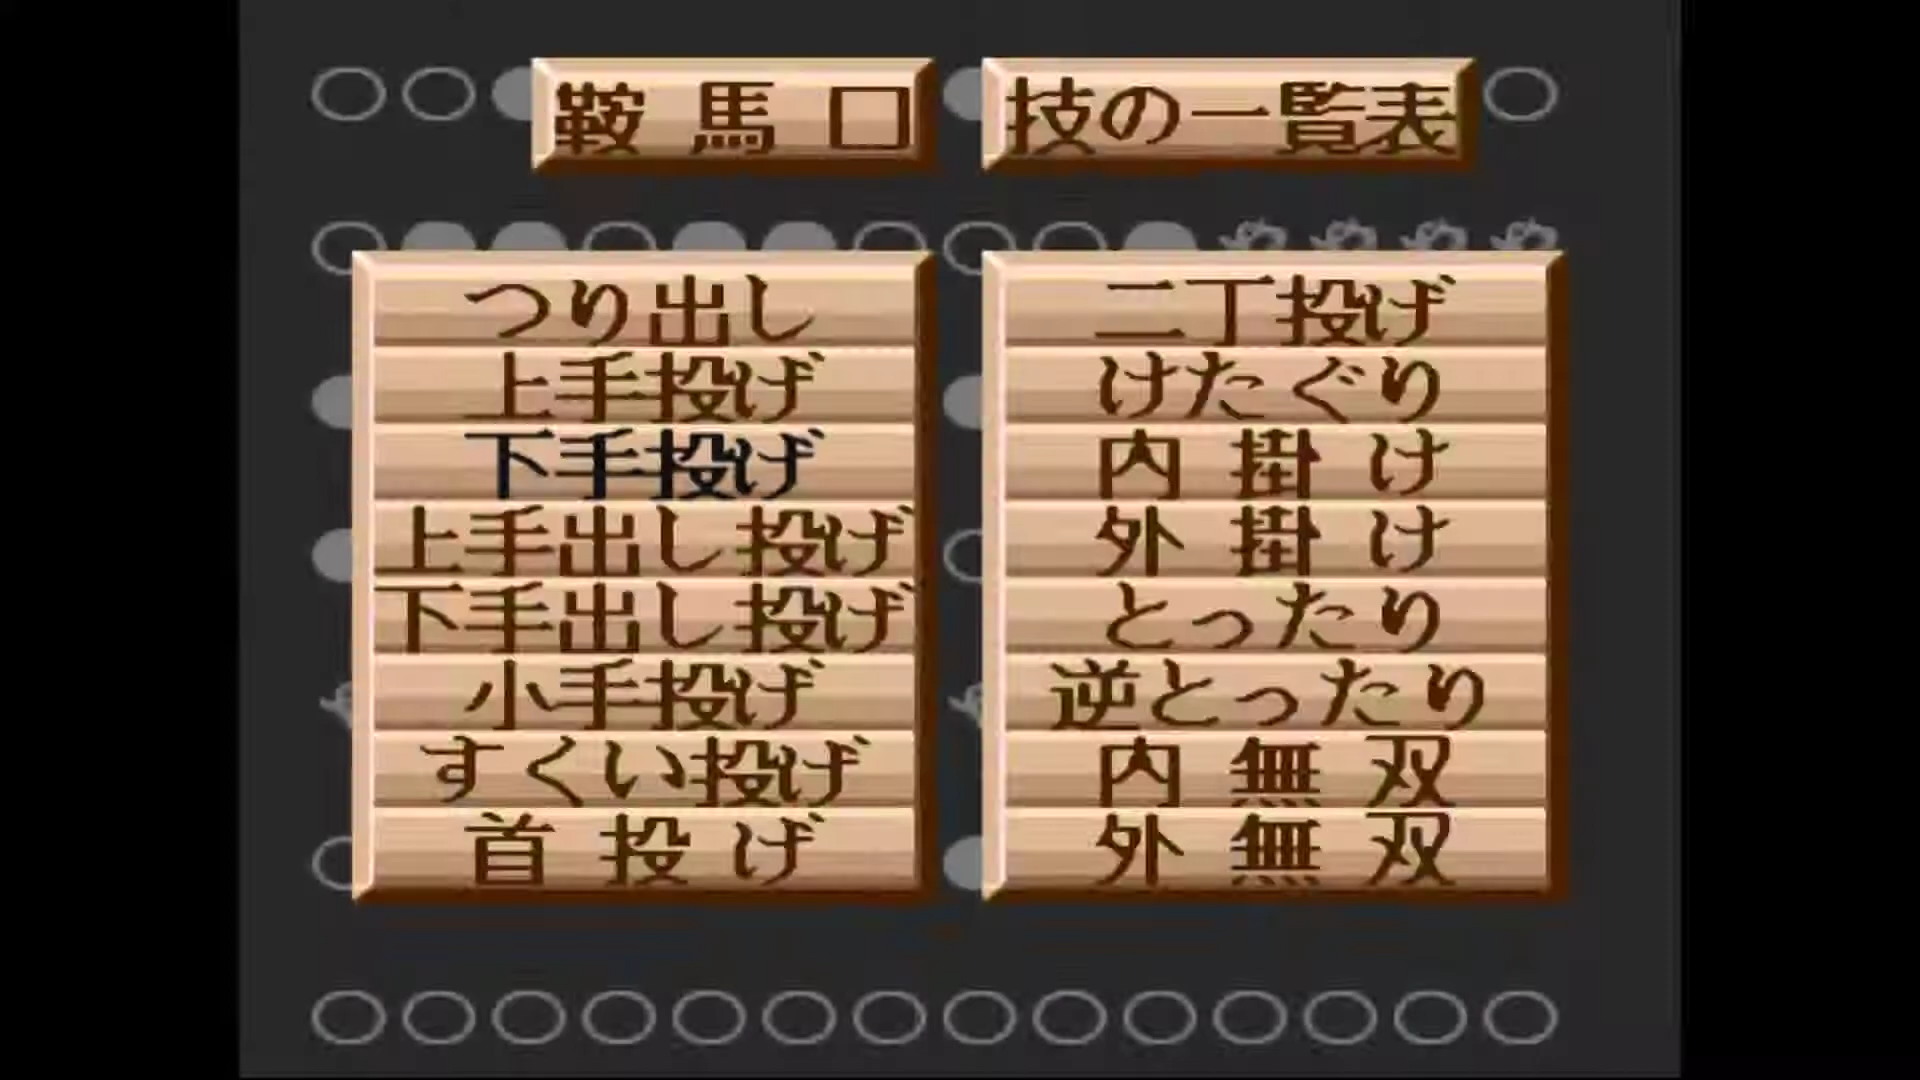 鞍馬口
技の一覧表
つり出し
上手投げ
下手投げ
上手出し投げ
下手出し投げ
小手投げ
すくい投げ
首投げ
二丁投げ
けたぐり
内掛け
外掛け
とったり
逆とったり
内無双
外無双